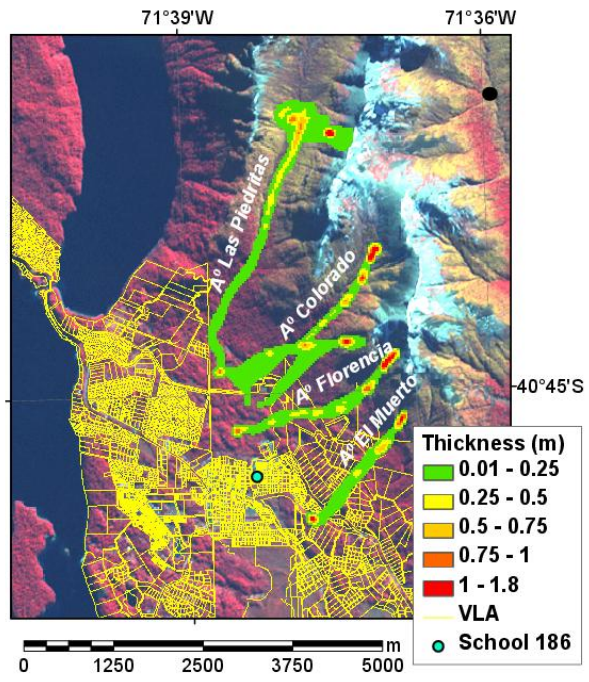 71°39'W 71°36'W
Aº Las Piedritas
Aº Colorado
Aº Florencia
40°45'S
Aº El Muerto
Thickness (m)
0.01 - 0.25
0.25 - 0.5
0.5 - 0.75
0.75 - 1
1 - 1.8
VLA
School 186
m
0 1250 2500 3750 5000